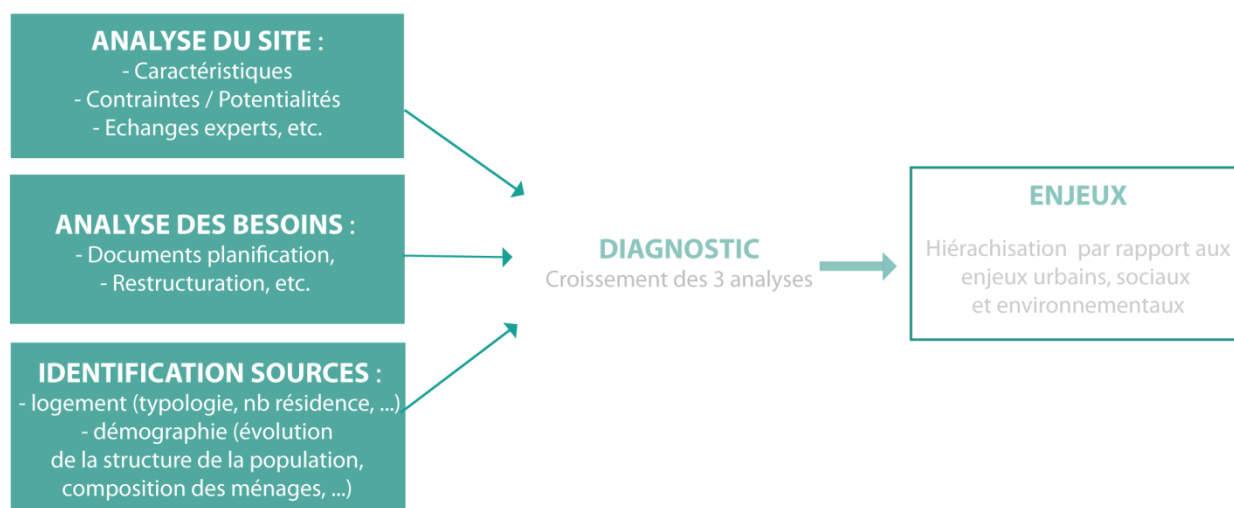 ANALYSE DU SITE :
- Caractéristiques
- Contraintes / Potentialités
- Echanges experts, etc.
ANALYSE DES BESOINS :
- Documents planification,
- Restructuration, etc.
IDENTIFICATION SOURCES :
- logement (typologie, nb résidence, ...)
- démographie (évolution
de la structure de la population,
composition des ménages, ...)
DIAGNOSTIC
Croissement des 3 analyses
ENJEUX
Hiérachisation par rapport aux
enjeux urbains, sociaux
et environnementaux